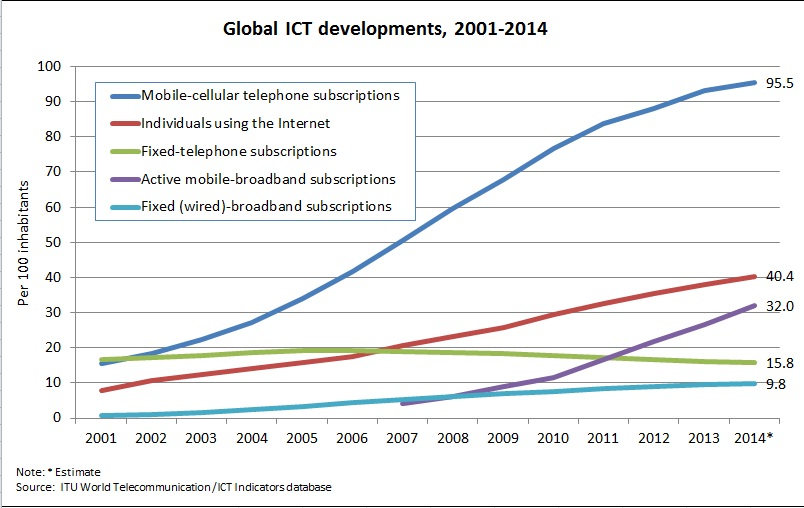 Global ICT developments, 2001-2014
100
90
80
70
60
50
40
30
20
10
0
Per 100 inhabitants
Mobile-cellular telephone subscriptions
Individuals using the Internet
Fixed-telephone subscriptions
Active mobile-broadband subscriptions
Fixed (wired)-broadband subscriptions
95.5
40.4
32.0
15.8
9.8
2001 2002 2003 2004 2005 2006 2007 2008 2009 2010 2011 2012 2013 2014*
Note: * Estimate
Source: ITU World Telecommunication /ICT Indicators database